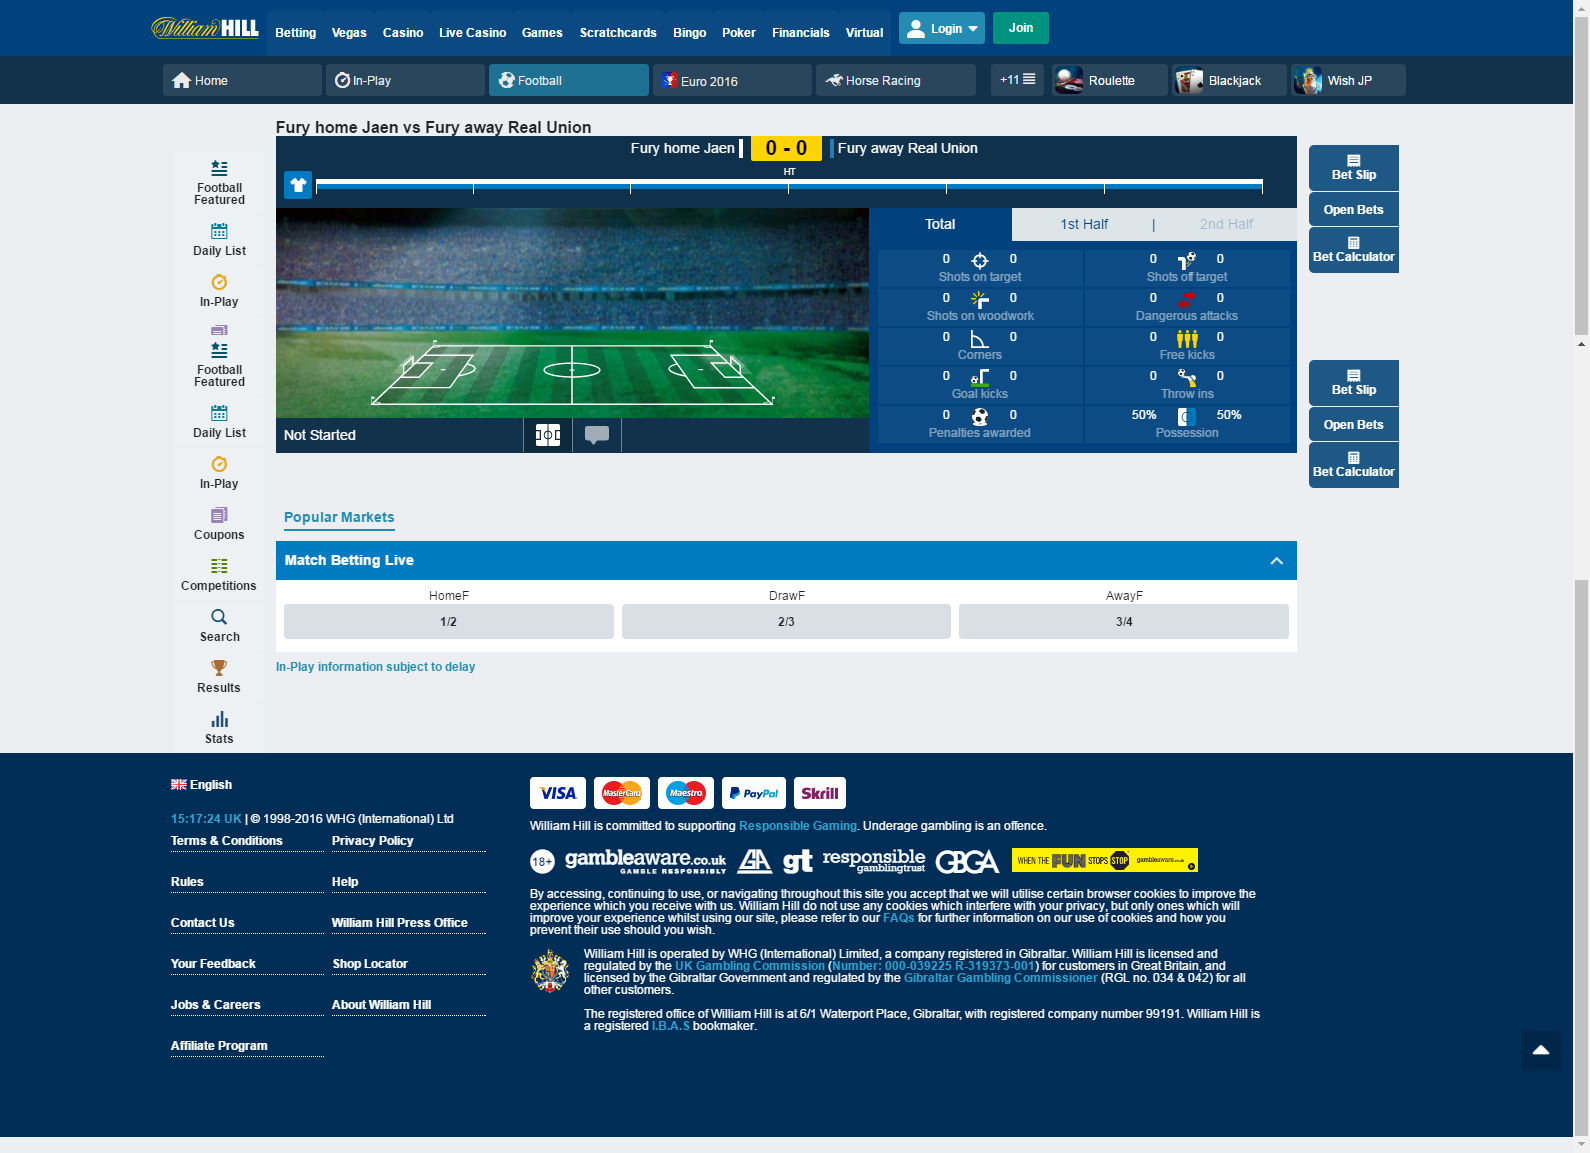 William HILL
Betting Vegas Casino Live Casino Games Scratchcards Bingo Poker Financials Virtual Login Join
Home In-Play Football Euro 2016 Horse Racing +11 Roulette Blackjack Wish JP
Fury home Jaen vs Fury away Real Union
Fury home Jaen 0 - 0 Fury away Real Union
HT
Football
Featured
Daily List
In-Play
Football
Featured
Daily List
In-Play
Coupons
Competitions
Search
Results
Stats
Total 1st Half | 2nd Half
0 0 0 0
Shots on target Shots off target
0 0 0 0
Shots on woodwork Dangerous attacks
0 0 0 0
Corners Free kicks
0 0 0 0
Goal kicks Throw ins
0 0 50% 50%
Penalties awarded Possession
Not Started
Bet Slip
Open Bets
Bet Calculator
Bet Slip
Open Bets
Bet Calculator
Popular Markets
Match Betting Live
HomeF DrawF AwayF
1/2 2/3 3/4
In-Play information subject to delay
English
15:17:24 UK | © 1998-2016 WHG (International) Ltd
Terms & Conditions Privacy Policy
Rules Help
Contact Us William Hill Press Office
Your Feedback Shop Locator
Jobs & Careers About William Hill
Affiliate Program
VISA MasterCard Maestro PayPal Skrill
William Hill is committed to supporting Responsible Gaming. Underage gambling is an offence.
18+ gambleaware.co.uk GAMBLE RESPONSIBLY GA gt responsible gamblingtrust GBGA WHEN THE FUN STOPS STOP gambleaware.co.uk
By accessing, continuing to use, or navigating throughout this site you accept that we will utilise certain browser cookies to improve the
experience which you receive with us. William Hill do not use any cookies which interfere with your privacy, but only ones which will
improve your experience whilst using our site, please refer to our FAQs for further information on our use of cookies and how you
prevent their use should you wish.
William Hill is operated by WHG (International) Limited, a company registered in Gibraltar. William Hill is licensed and
regulated by the UK Gambling Commission (Number: 000-039225 R-319373-001) for customers in Great Britain, and
licensed by the Gibraltar Government and regulated by the Gibraltar Gambling Commissioner (RGL no. 034 & 042) for all
other customers.
The registered office of William Hill is at 6/1 Waterport Place, Gibraltar, with registered company number 99191. William Hill is
a registered I.B.A.S bookmaker.